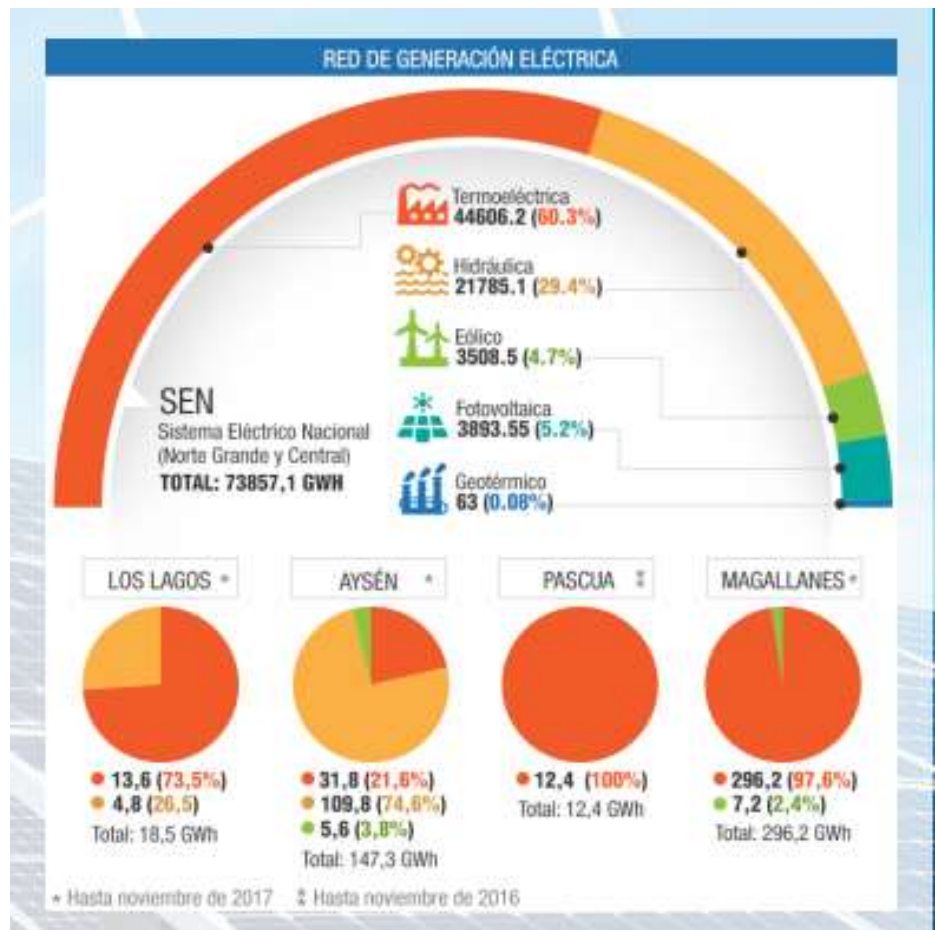 RED DE GENERACIÓN ELÉCTRICA
Termoeléctrica
44606.2 (60.3%)
Hidráulica
21785.1 (29.4%)
Eólico
3508.5 (4.7%)
Fotovoltaica
3893.55 (5.2%)
Geotérmico
63 (0.08%)
SEN
Sistema Eléctrico Nacional
(Norte Grande y Central)
TOTAL: 73857,1 GWH
LOS LAGOS *
13,6 (73,5%)
4,8 (26,5)
Total: 18,5 GWh
AYSÉN *
31,8 (21,6%)
109,8 (74,6%)
5,6 (3,8%)
Total: 147,3 GWh
PASCUA ⁑
12,4 (100%)
Total: 12,4 GWh
MAGALLANES *
296,2 (97,6%)
7,2 (2,4%)
Total: 296,2 GWh
* Hasta noviembre de 2017 ⁑ Hasta noviembre de 2016